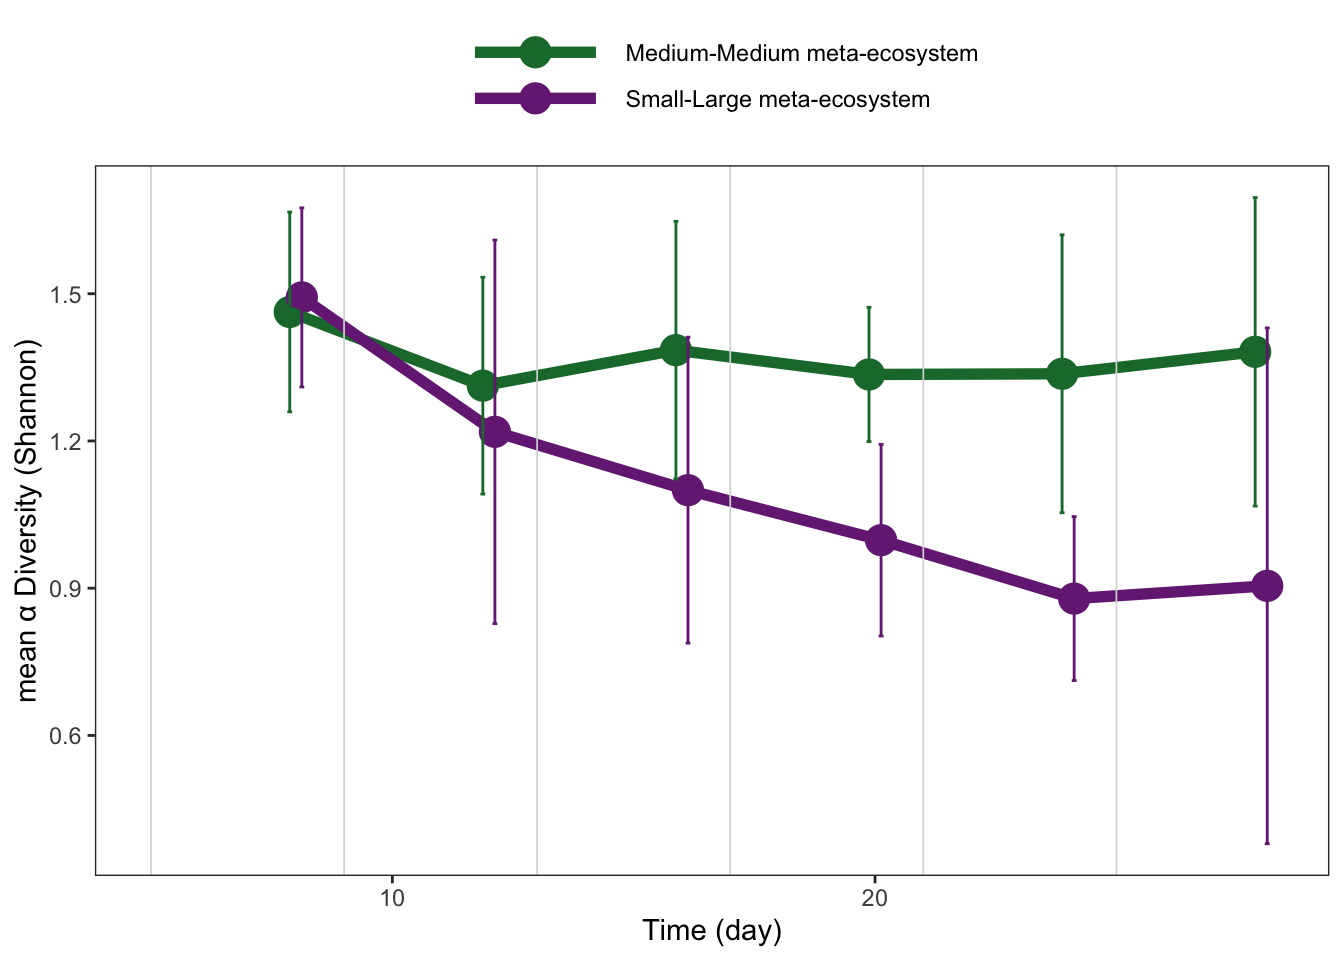 Medium-Medium meta-ecosystem
Small-Large meta-ecosystem
mean α Diversity (Shannon)
1.5
1.2
0.9
0.6
10 20
Time (day)